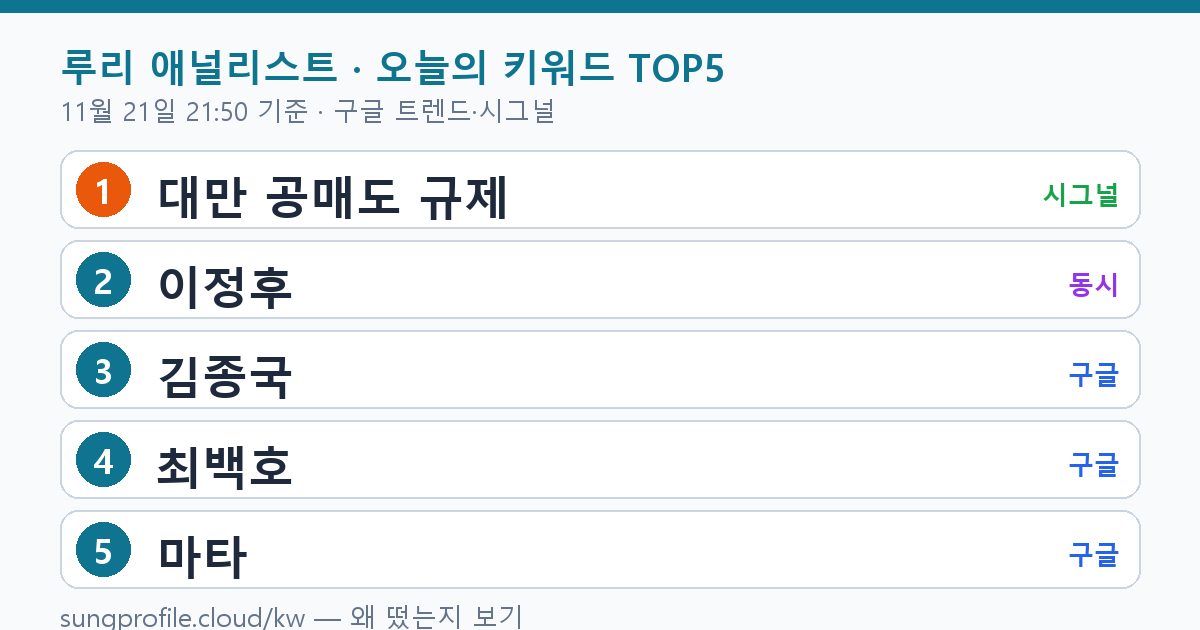 루리 애널리스트 · 오늘의 키워드 TOP5
11월 21일 21:50 기준 · 구글 트렌드·시그널
1 대만 공매도 규제 시그널
2 이정후 동시
3 김종국 구글
4 최백호 구글
5 마타 구글
sungprofile.cloud/kw — 왜 떴는지 보기